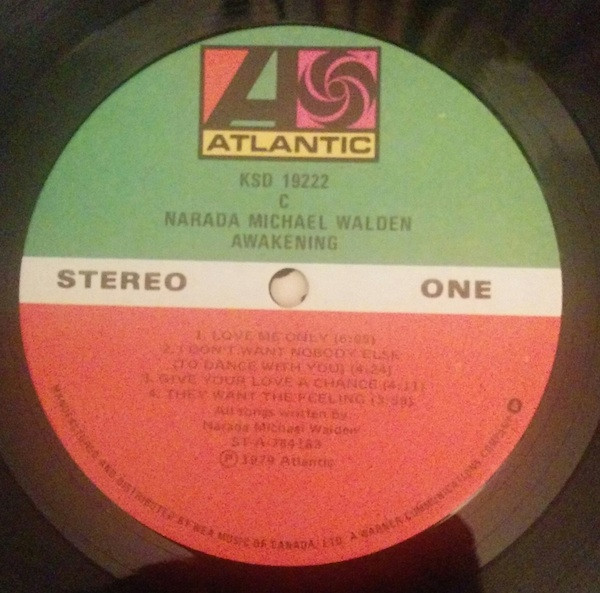 ATLANTIC
KSD 19222
C
NARADA MICHAEL WALDEN
AWAKENING
STEREO
ONE
1. LOVE ME ONLY
2. I DON'T WANT NOBODY ELSE
(TO DANCE WITH YOU) (4:24)
3. GIVE YOUR LOVE A CHANCE (4:11)
4. THEY WANT THE FEELING
All songs written by
Narada Michael Walden
ST-A-784163
℗ 1979 Atlantic
MANUFACTURED AND DISTRIBUTED BY WEA MUSIC OF CANADA, LTD. A WARNER COMMUNICATIONS COMPANY